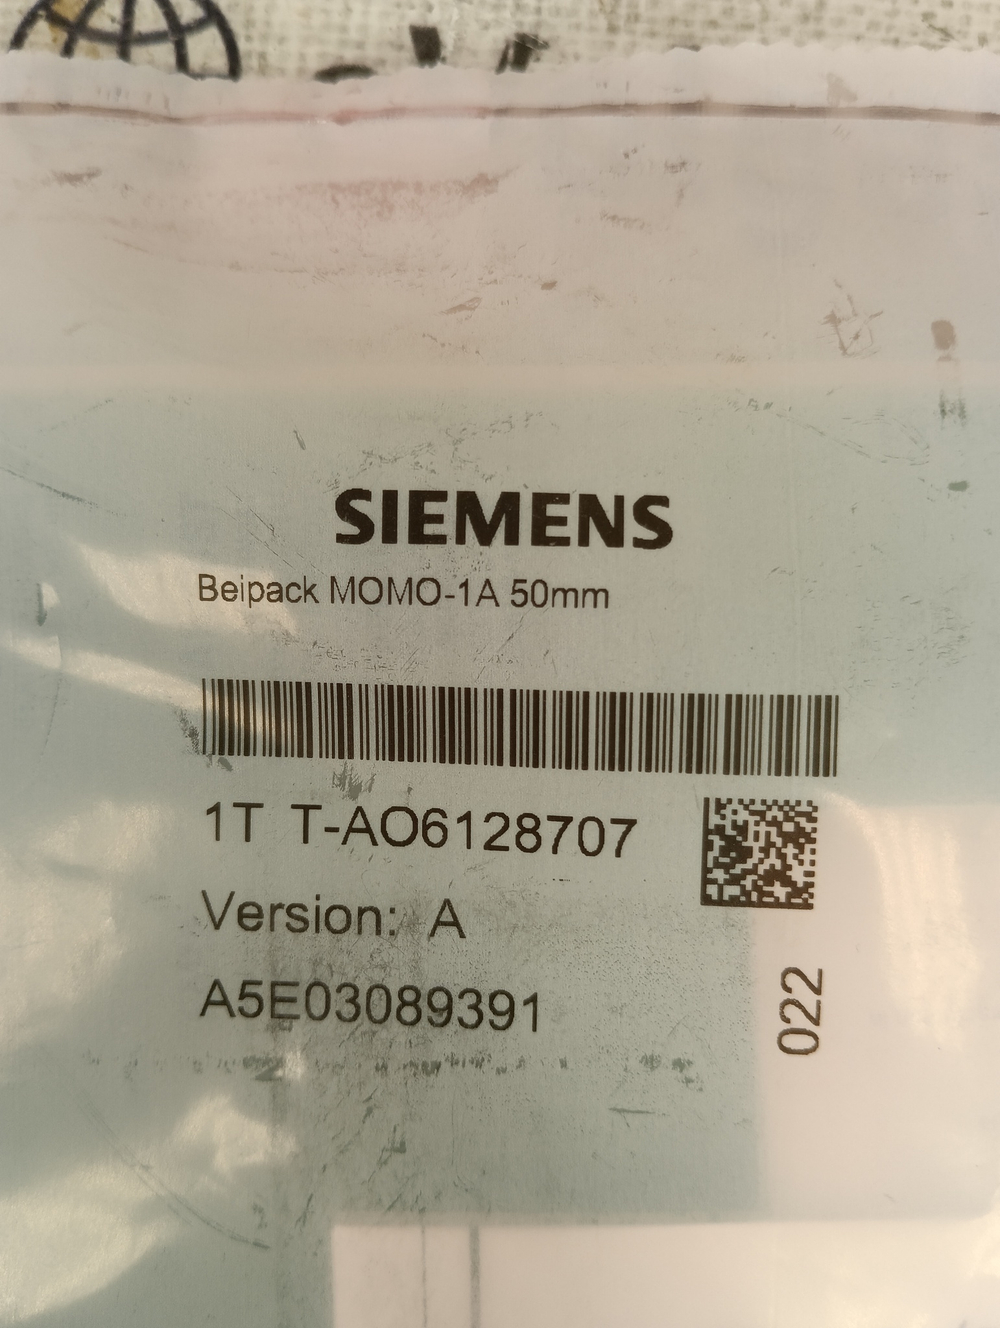 SIEMENS
Beipack MOMO-1A 50mm
1T T-AO6128707
Version: A
A5E03089391
022